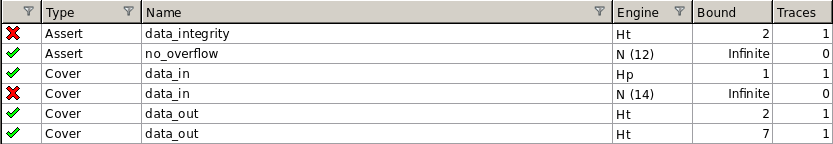 Type Name Engine Bound Traces
Assert data_integrity Ht 2 1
Assert no_overflow N (12) Infinite 0
Cover data_in Hp 1 1
Cover data_in N (14) Infinite 0
Cover data_out Ht 2 1
Cover data_out Ht 7 1